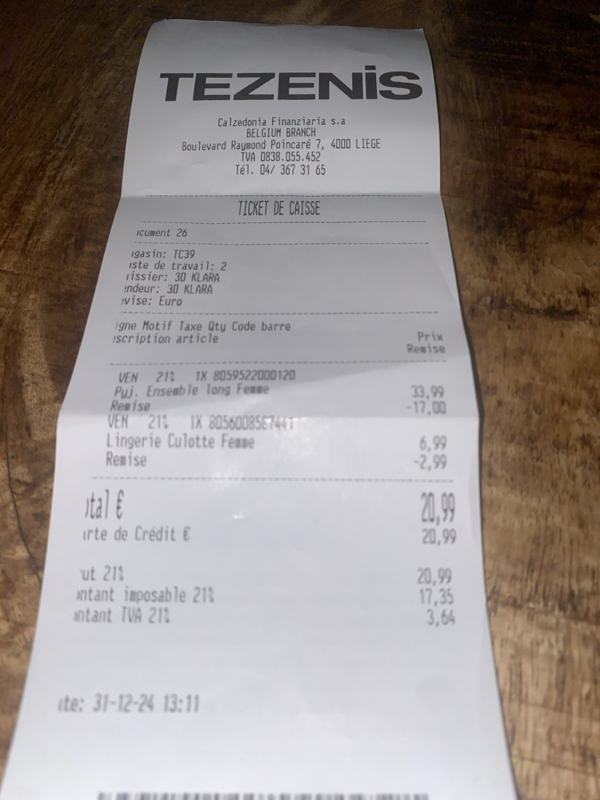 TEZENIS
Calzedonia Finanziaria s.a
BELGIUM BRANCH
Boulevard Raymond Poincaré 7, 4000 LIEGE
TVA 0838.055.452
Tél. 04/ 367 31 65
TICKET DE CAISSE
cument 26
gasin: TC39
ste de travail: 2
issier: 30 KLARA
ndeur: 30 KLARA
vise: Euro
igne Motif Taxe Qty Code barre
scription article Prix
Remise
VEN 21% 1X 8059522000120
Pyj. Ensemble long Femme 33,99
Remise -17,00
VEN 21% 1X 8056008567441
Lingerie Culotte Femme 6,99
Remise -2,99
tal € 20,99
rte de Crédit € 20,99
ut 21% 20,99
ntant imposable 21% 17,35
ntant TVA 21% 3,64
te: 31-12-24 13:11